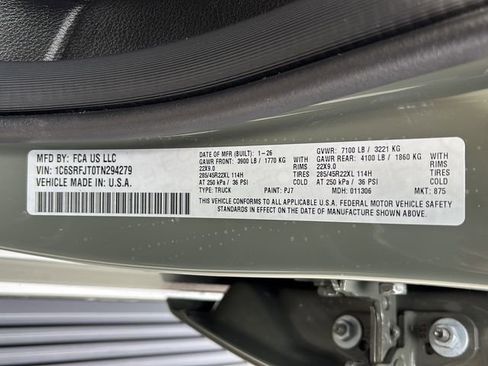 MFD BY: FCA US LLC
VIN: 1C6SRFJT0TN294279
VEHICLE MADE IN: U.S.A.
DATE OF MFR (BUILT): 1-26 GVWR: 7100 LB / 3221 KG
GAWR FRONT: 3900 LB / 1770 KG WITH GAWR REAR: 4100 LB / 1860 KG WITH
22X9.0 RIMS 22X9.0 RIMS
285/45R22XL 114H TIRES 285/45R22XL 114H TIRES
AT 250 kPa / 36 PSI COLD AT 250 kPa / 36 PSI COLD
TYPE: TRUCK PAINT: PJ7 MDH: 011306 MKT: 875
THIS VEHICLE CONFORMS TO ALL APPLICABLE U.S.A. FEDERAL MOTOR VEHICLE SAFETY
STANDARDS IN EFFECT ON THE DATE OF MANUFACTURE SHOWN ABOVE.